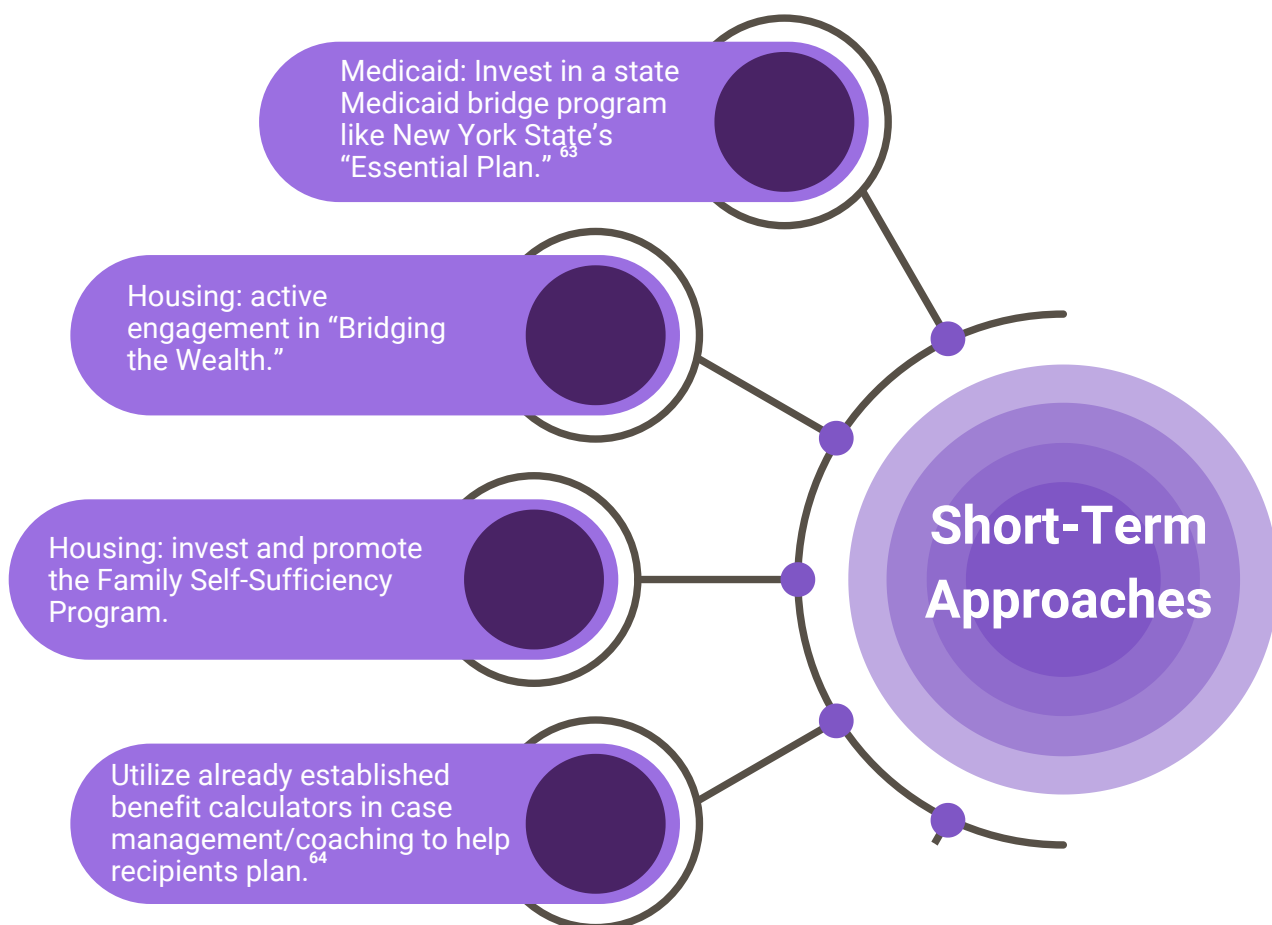 Medicaid: Invest in a state
Medicaid bridge program
like New York State’s
“Essential Plan.” 63
Housing: active
engagement in “Bridging
the Wealth.”
Housing: invest and promote
the Family Self-Sufficiency
Program.
Utilize already established
benefit calculators in case
management/coaching to help
recipients plan.64
Short-Term
Approaches